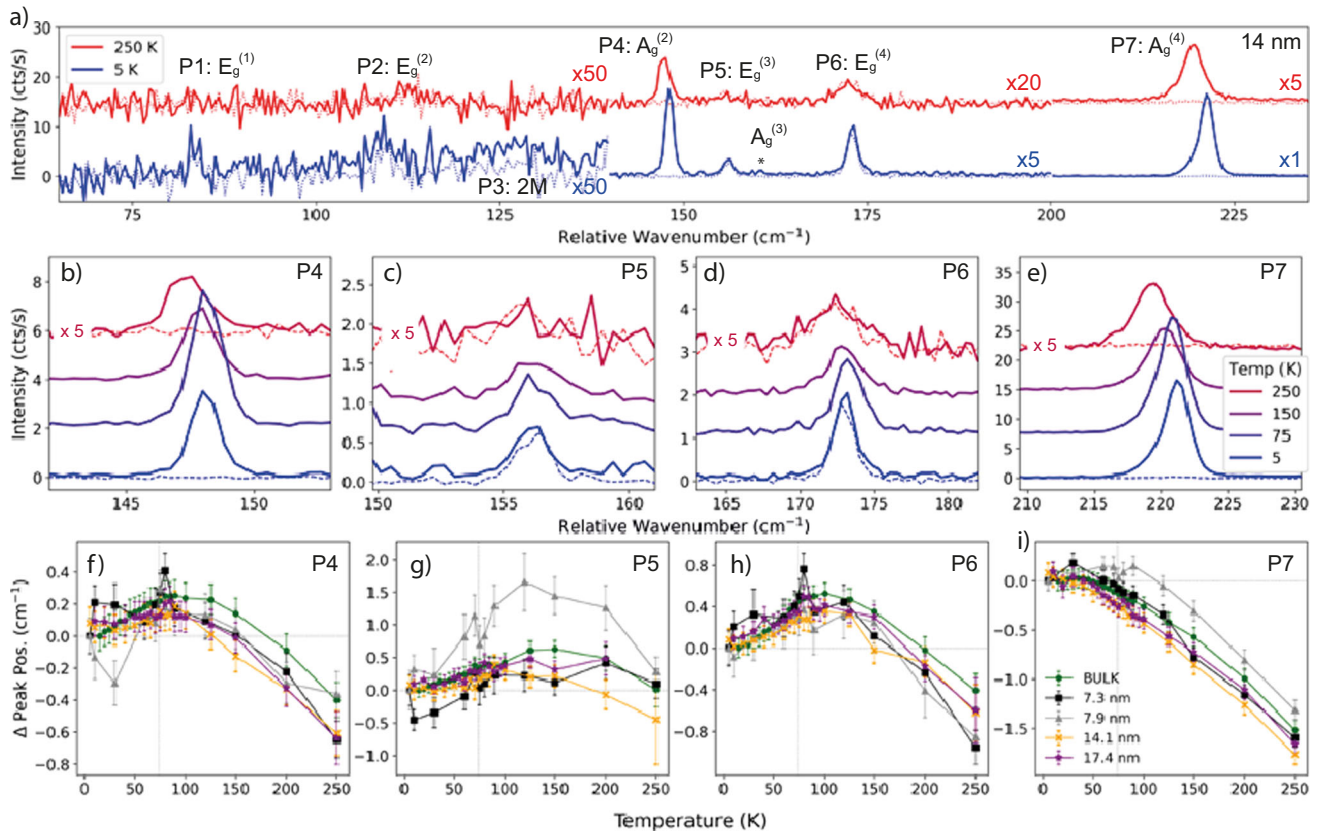 a)
30
20
10
0
Intensity (cts/s)
250 K
5 K
P1: Eg(1)
P2: Eg(2)
P3: 2M
P4: Ag(2)
P5: Eg(3)
Ag(3)
*
P6: Eg(4)
P7: Ag(4)
14 nm
x50
x20
x5
x50
x5
x1
75 100 125 150 175 200 225
Relative Wavenumber (cm⁻¹)
b) P4
8
6
4
2
0
Intensity (cts/s)
x 5
145 150
c) P5
2.5
2.0
1.5
1.0
0.5
0.0
x 5
150 155 160
d) P6
5
4
3
2
1
0
x 5
165 170 175 180
e) P7
35
30
25
20
15
10
5
0
x 5
Temp (K)
250
150
75
5
210 220 230
Relative Wavenumber (cm⁻¹)
f) P4
0.4
0.2
0.0
−0.2
−0.4
−0.6
−0.8
Δ Peak Pos. (cm⁻¹)
0 50 100 150 200 250
g) P5
2.0
1.5
1.0
0.5
0.0
−0.5
−1.0
0 50 100 150 200 250
h) P6
0.8
0.4
0.0
−0.4
−0.8
0 50 100 150 200 250
i) P7
0.0
−0.5
−1.0
−1.5
BULK
7.3 nm
7.9 nm
14.1 nm
17.4 nm
0 50 100 150 200 250
Temperature (K)